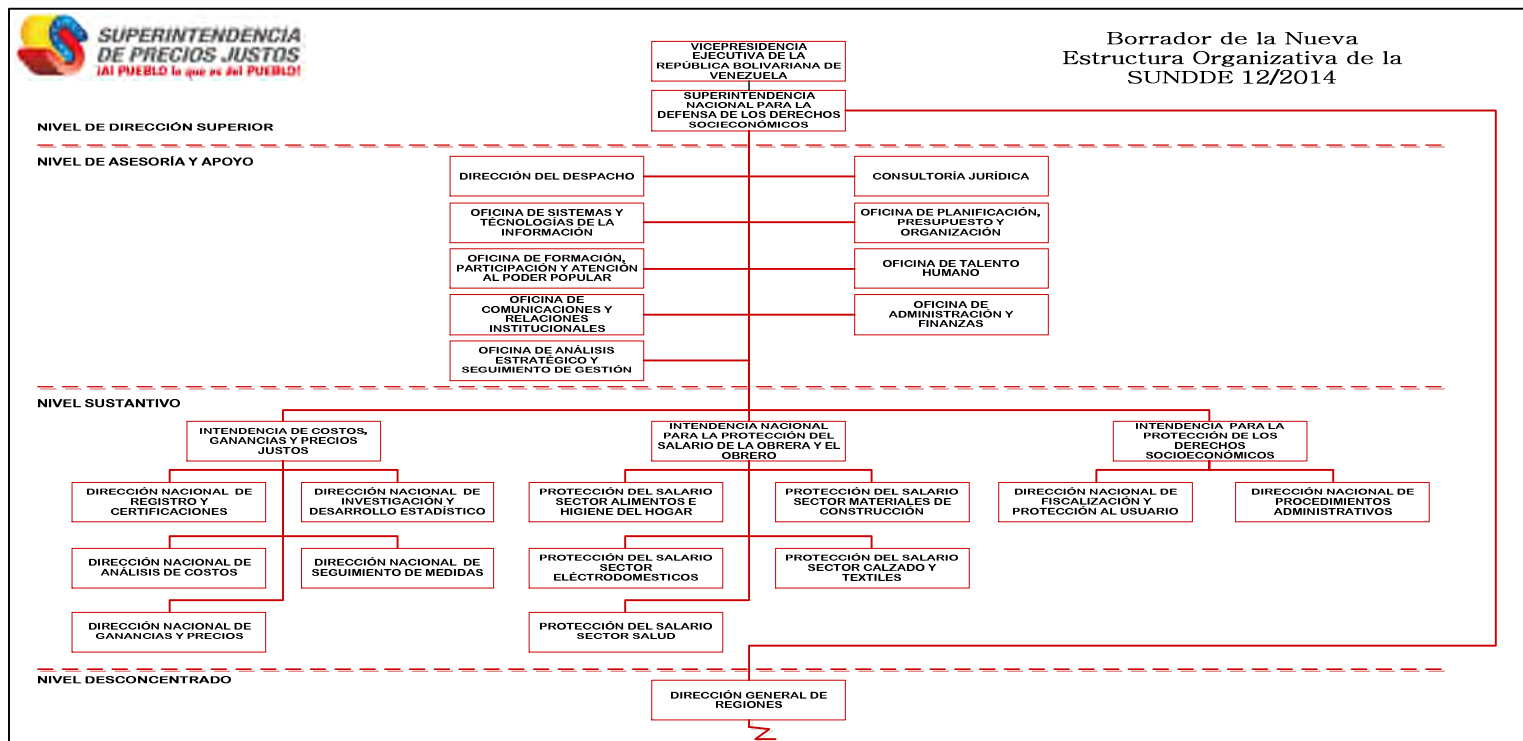 SUPERINTENDENCIA
DE PRECIOS JUSTOS
¡Al PUEBLO lo que es del PUEBLO!
VICEPRESIDENCIA
EJECUTIVA DE LA
REPÚBLICA BOLIVARIANA DE
VENEZUELA
Borrador de la Nueva
Estructura Organizativa de la
SUNDDE 12/2014
SUPERINTENDENCIA
NACIONAL PARA LA
DEFENSA DE LOS DERECHOS
SOCIOECONÓMICOS
NIVEL DE DIRECCIÓN SUPERIOR
NIVEL DE ASESORÍA Y APOYO
DIRECCIÓN DEL DESPACHO
CONSULTORÍA JURÍDICA
OFICINA DE SISTEMAS Y
TÉCNOLOGÍAS DE LA
INFORMACIÓN
OFICINA DE PLANIFICACIÓN,
PRESUPUESTO Y
ORGANIZACIÓN
OFICINA DE FORMACIÓN,
PARTICIPACIÓN Y ATENCIÓN
AL PODER POPULAR
OFICINA DE TALENTO
HUMANO
OFICINA DE
COMUNICACIONES Y
RELACIONES
INSTITUCIONALES
OFICINA DE
ADMINISTRACIÓN Y
FINANZAS
OFICINA DE ANÁLISIS
ESTRATÉGICO Y
SEGUIMIENTO DE GESTIÓN
NIVEL SUSTANTIVO
INTENDENCIA DE COSTOS,
GANANCIAS Y PRECIOS
JUSTOS
INTENDENCIA NACIONAL
PARA LA PROTECCIÓN DEL
SALARIO DE LA OBRERA Y EL
OBRERO
INTENDENCIA PARA LA
PROTECCIÓN DE LOS
DERECHOS
SOCIOECONÓMICOS
DIRECCIÓN NACIONAL DE
REGISTRO Y
CERTIFICACIONES
DIRECCIÓN NACIONAL DE
INVESTIGACIÓN Y
DESARROLLO ESTADÍSTICO
PROTECCIÓN DEL SALARIO
SECTOR ALIMENTOS E
HIGIENE DEL HOGAR
PROTECCIÓN DEL SALARIO
SECTOR MATERIALES DE
CONSTRUCCIÓN
DIRECCIÓN NACIONAL DE
FISCALIZACIÓN Y
PROTECCIÓN AL USUARIO
DIRECCIÓN NACIONAL DE
PROCEDIMIENTOS
ADMINISTRATIVOS
DIRECCIÓN NACIONAL DE
ANÁLISIS DE COSTOS
DIRECCIÓN NACIONAL DE
SEGUIMIENTO DE MEDIDAS
PROTECCIÓN DEL SALARIO
SECTOR
ELÉCTRODOMESTICOS
PROTECCIÓN DEL SALARIO
SECTOR CALZADO Y
TEXTILES
DIRECCIÓN NACIONAL DE
GANANCIAS Y PRECIOS
PROTECCIÓN DEL SALARIO
SECTOR SALUD
NIVEL DESCONCENTRADO
DIRECCIÓN GENERAL DE
REGIONES